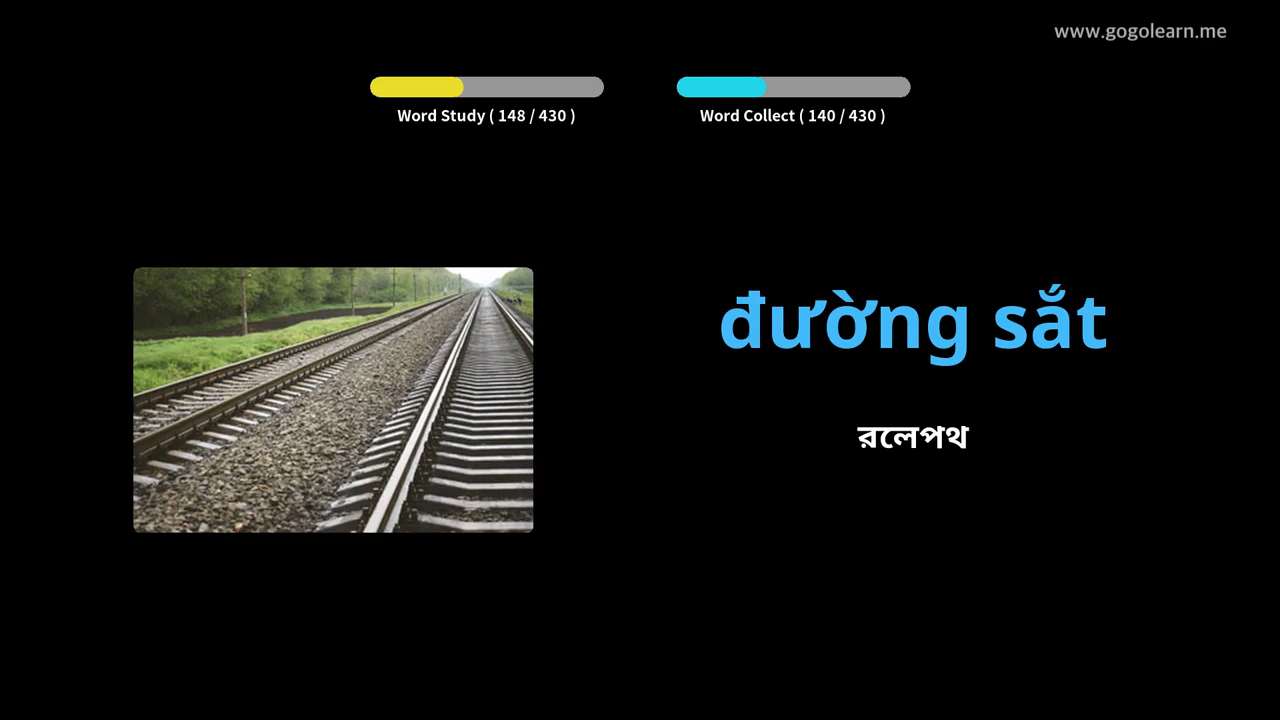 www.gogolearn.me
Word Study ( 148 / 430 )
Word Collect ( 140 / 430 )
đường sắt
রলেপথ